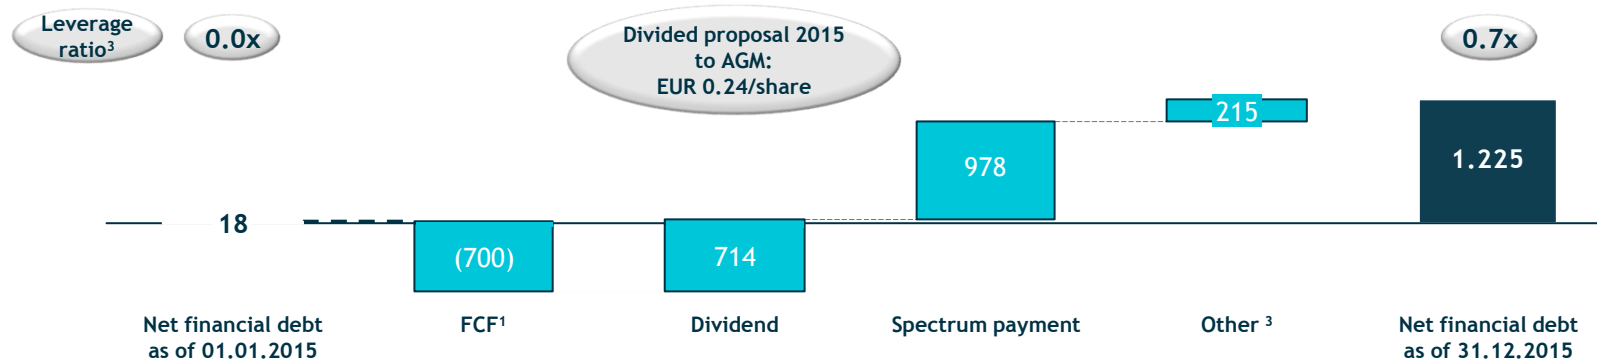 Leverage
ratio³
0.0x
Divided proposal 2015
to AGM:
EUR 0.24/share
0.7x
18
(700)
714
978
215
1.225
Net financial debt
as of 01.01.2015
FCF¹
Dividend
Spectrum payment
Other ³
Net financial debt
as of 31.12.2015